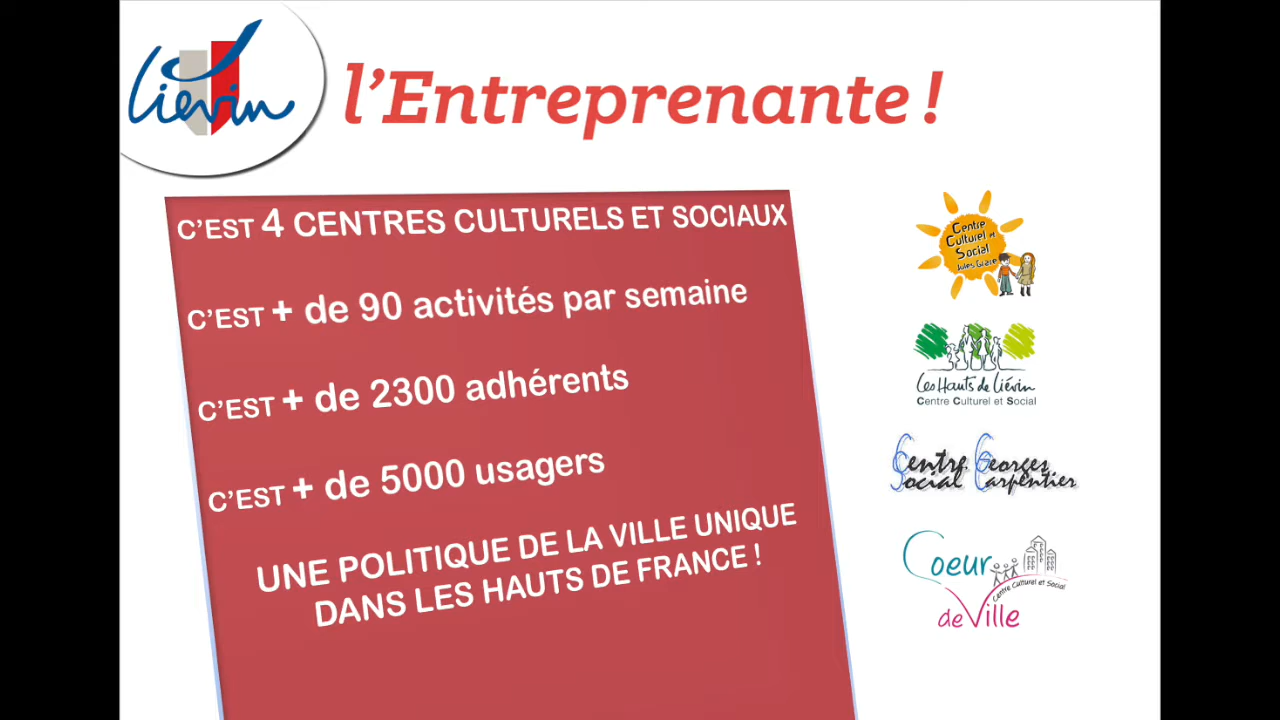 Liévin
l'Entreprenante !
C'EST 4 CENTRES CULTURELS ET SOCIAUX
C'EST + de 90 activités par semaine
C'EST + de 2300 adhérents
C'EST + de 5000 usagers
UNE POLITIQUE DE LA VILLE UNIQUE
DANS LES HAUTS DE FRANCE !
Centre
Culturel et
Social
Jules Grare
Les Hauts de Liévin
Centre Culturel et Social
Centre Georges
Social Carpentier
Coeur
Centre Culturel et Social
de Ville